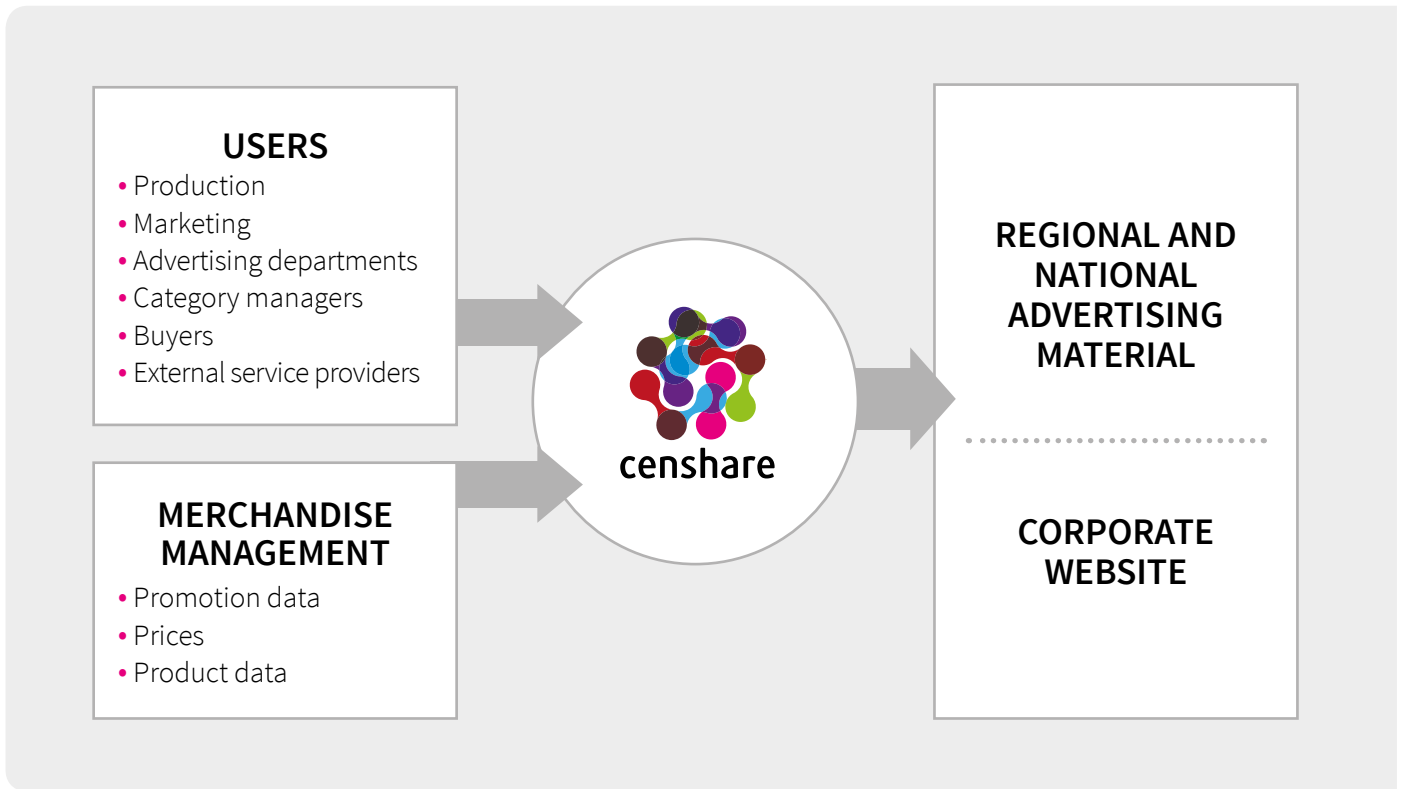 USERS
• Production
• Marketing
• Advertising departments
• Category managers
• Buyers
• External service providers
MERCHANDISE
MANAGEMENT
• Promotion data
• Prices
• Product data
censhare
REGIONAL AND
NATIONAL
ADVERTISING
MATERIAL
CORPORATE
WEBSITE